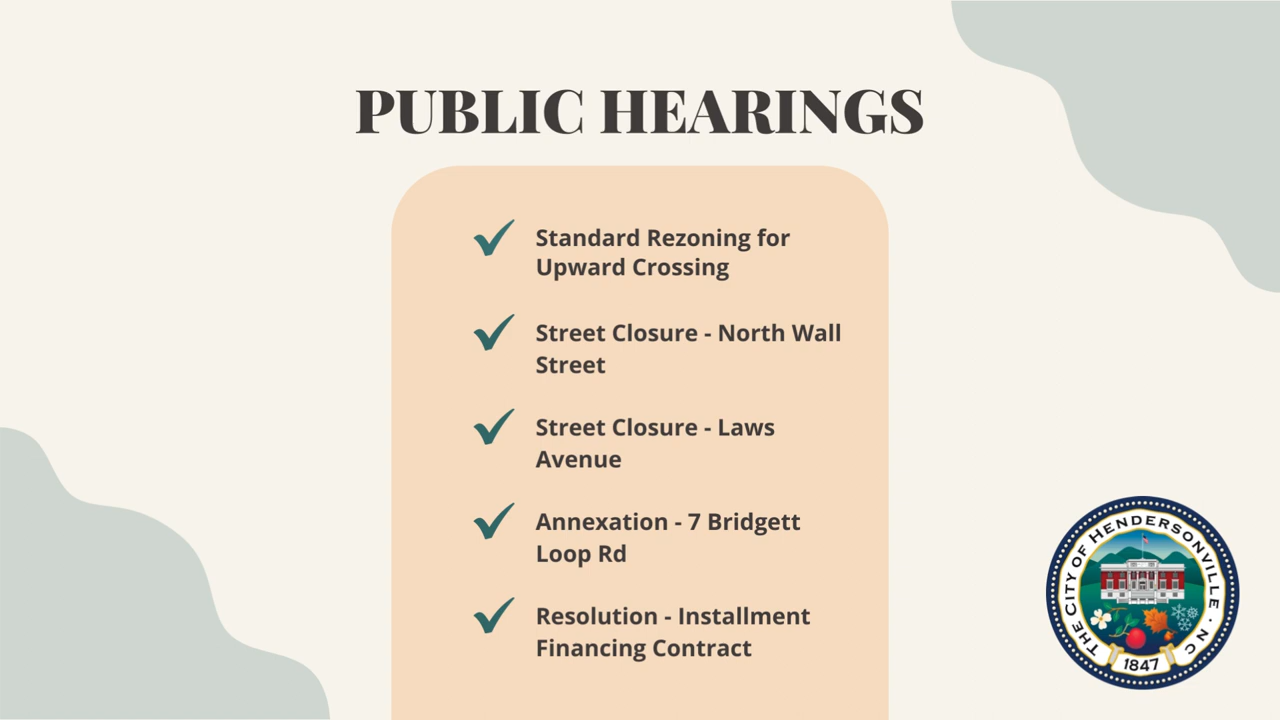 PUBLIC HEARINGS
Standard Rezoning for
Upward Crossing
Street Closure - North Wall
Street
Street Closure - Laws
Avenue
Annexation - 7 Bridgett
Loop Rd
Resolution - Installment
Financing Contract
THE CITY OF HENDERSONVILLE · NC
1847